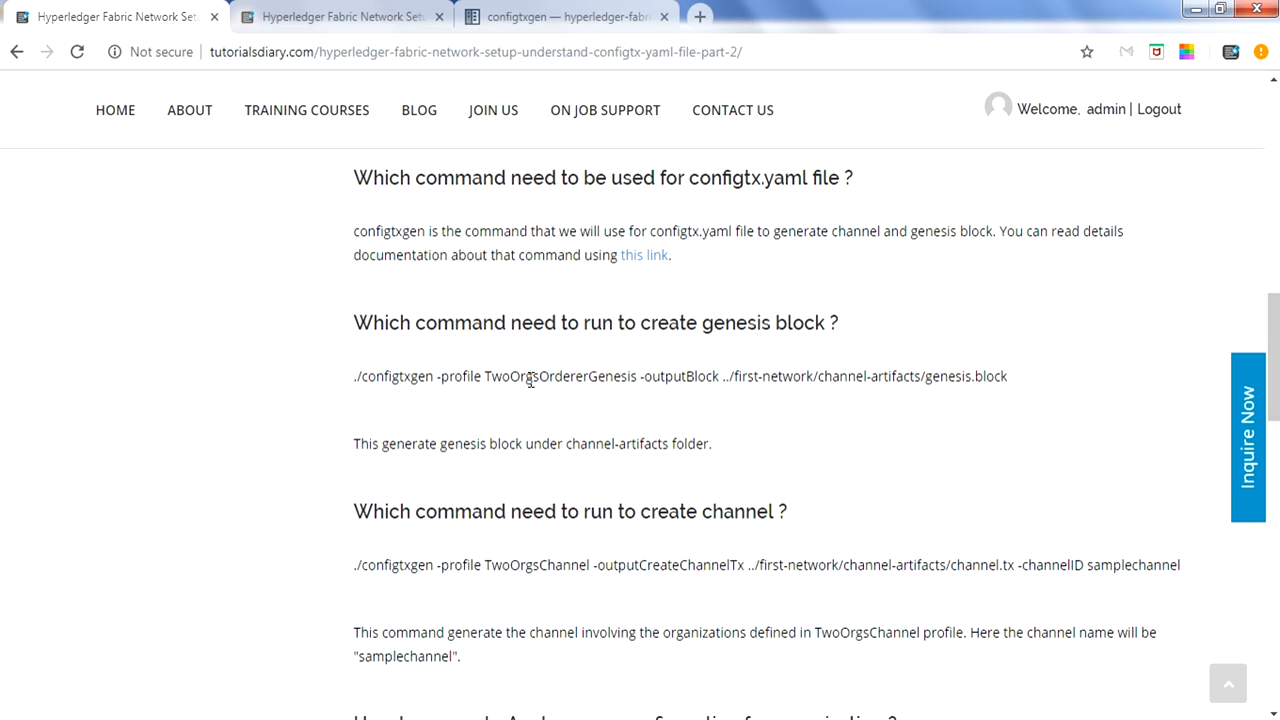 Hyperledger Fabric Network Set
Hyperledger Fabric Network Set
configtxgen — hyperledger-fabr
Not secure
tutorialsdiary.com/hyperledger-fabric-network-setup-understand-configtx-yaml-file-part-2/
HOME ABOUT TRAINING COURSES BLOG JOIN US ON JOB SUPPORT CONTACT US
Welcome, admin | Logout
Which command need to be used for configtx.yaml file ?
configtxgen is the command that we will use for configtx.yaml file to generate channel and genesis block. You can read details
documentation about that command using this link.
Which command need to run to create genesis block ?
./configtxgen -profile TwoOrgsOrdererGenesis -outputBlock ../first-network/channel-artifacts/genesis.block
This generate genesis block under channel-artifacts folder.
Inquire Now
Which command need to run to create channel ?
./configtxgen -profile TwoOrgsChannel -outputCreateChannelTx ../first-network/channel-artifacts/channel.tx -channelID samplechannel
This command generate the channel involving the organizations defined in TwoOrgsChannel profile. Here the channel name will be
"samplechannel".